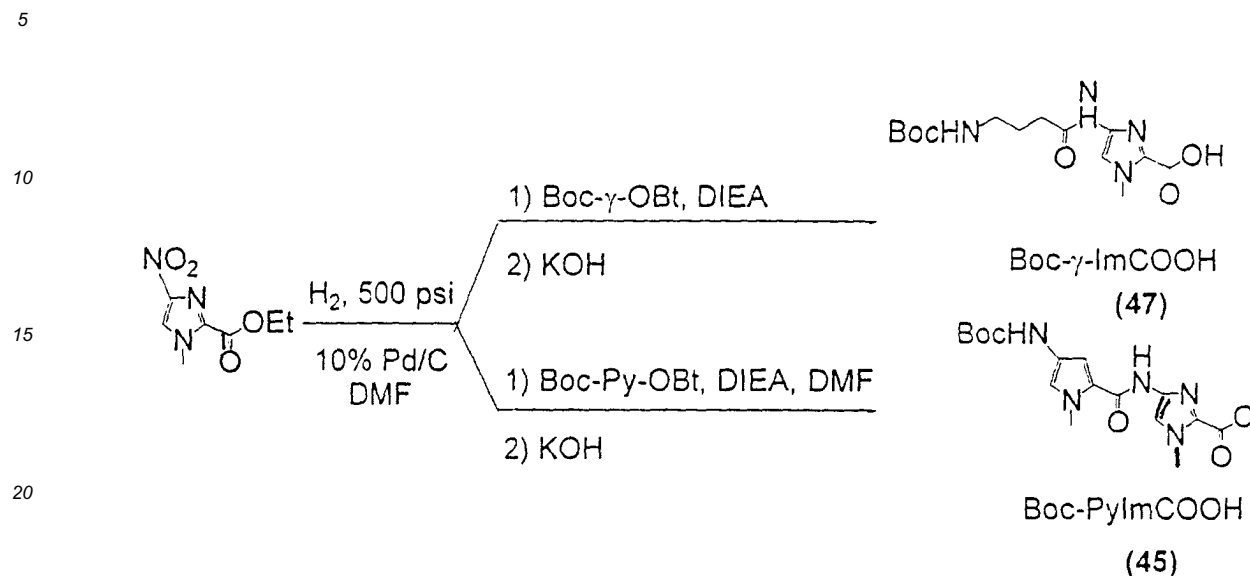 5
10
15
20
NO₂
N
N
OEt
O
H₂, 500 psi
10% Pd/C
DMF
1) Boc-γ-OBt, DIEA
2) KOH
1) Boc-Py-OBt, DIEA, DMF
2) KOH
N
H
BocHN
O
N
N
OH
O
Boc-γ-ImCOOH
(47)
BocHN
H
N
N
O
N
N
O
O
Boc-PyImCOOH
(45)